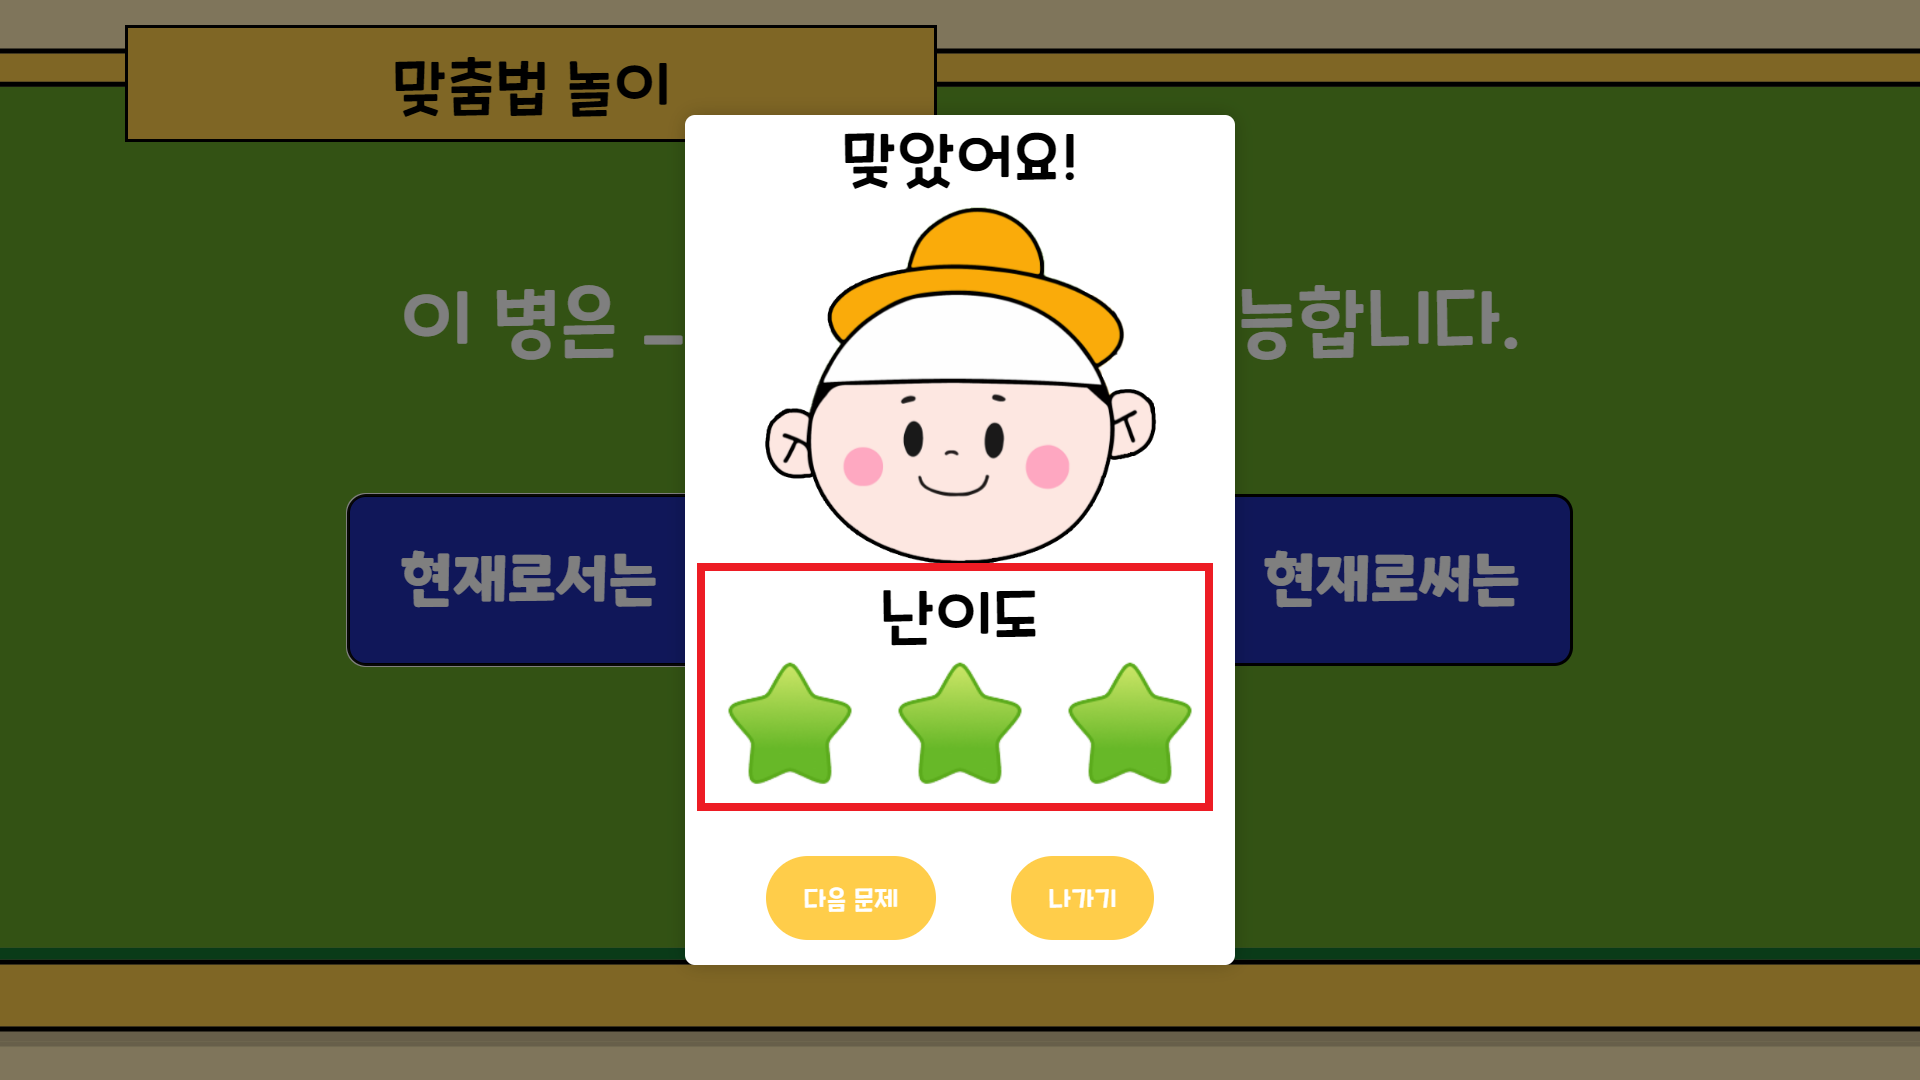 맞춤법 놀이
맞았어요!
이 병은 _
능합니다.
현재로서는
현재로써는
난이도
다음 문제
나가기